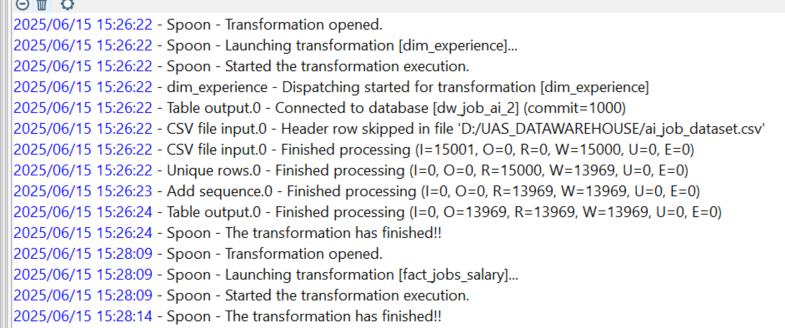 2025/06/15 15:26:22 - Spoon - Transformation opened.
2025/06/15 15:26:22 - Spoon - Launching transformation [dim_experience]...
2025/06/15 15:26:22 - Spoon - Started the transformation execution.
2025/06/15 15:26:22 - dim_experience - Dispatching started for transformation [dim_experience]
2025/06/15 15:26:22 - Table output.0 - Connected to database [dw_job_ai_2] (commit=1000)
2025/06/15 15:26:22 - CSV file input.0 - Header row skipped in file 'D:/UAS_DATAWAREHOUSE/ai_job_dataset.csv'
2025/06/15 15:26:22 - CSV file input.0 - Finished processing (I=15001, O=0, R=0, W=15000, U=0, E=0)
2025/06/15 15:26:22 - Unique rows.0 - Finished processing (I=0, O=0, R=15000, W=13969, U=0, E=0)
2025/06/15 15:26:23 - Add sequence.0 - Finished processing (I=0, O=0, R=13969, W=13969, U=0, E=0)
2025/06/15 15:26:24 - Table output.0 - Finished processing (I=0, O=13969, R=13969, W=13969, U=0, E=0)
2025/06/15 15:26:24 - Spoon - The transformation has finished!!
2025/06/15 15:28:09 - Spoon - Transformation opened.
2025/06/15 15:28:09 - Spoon - Launching transformation [fact_jobs_salary]...
2025/06/15 15:28:09 - Spoon - Started the transformation execution.
2025/06/15 15:28:14 - Spoon - The transformation has finished!!